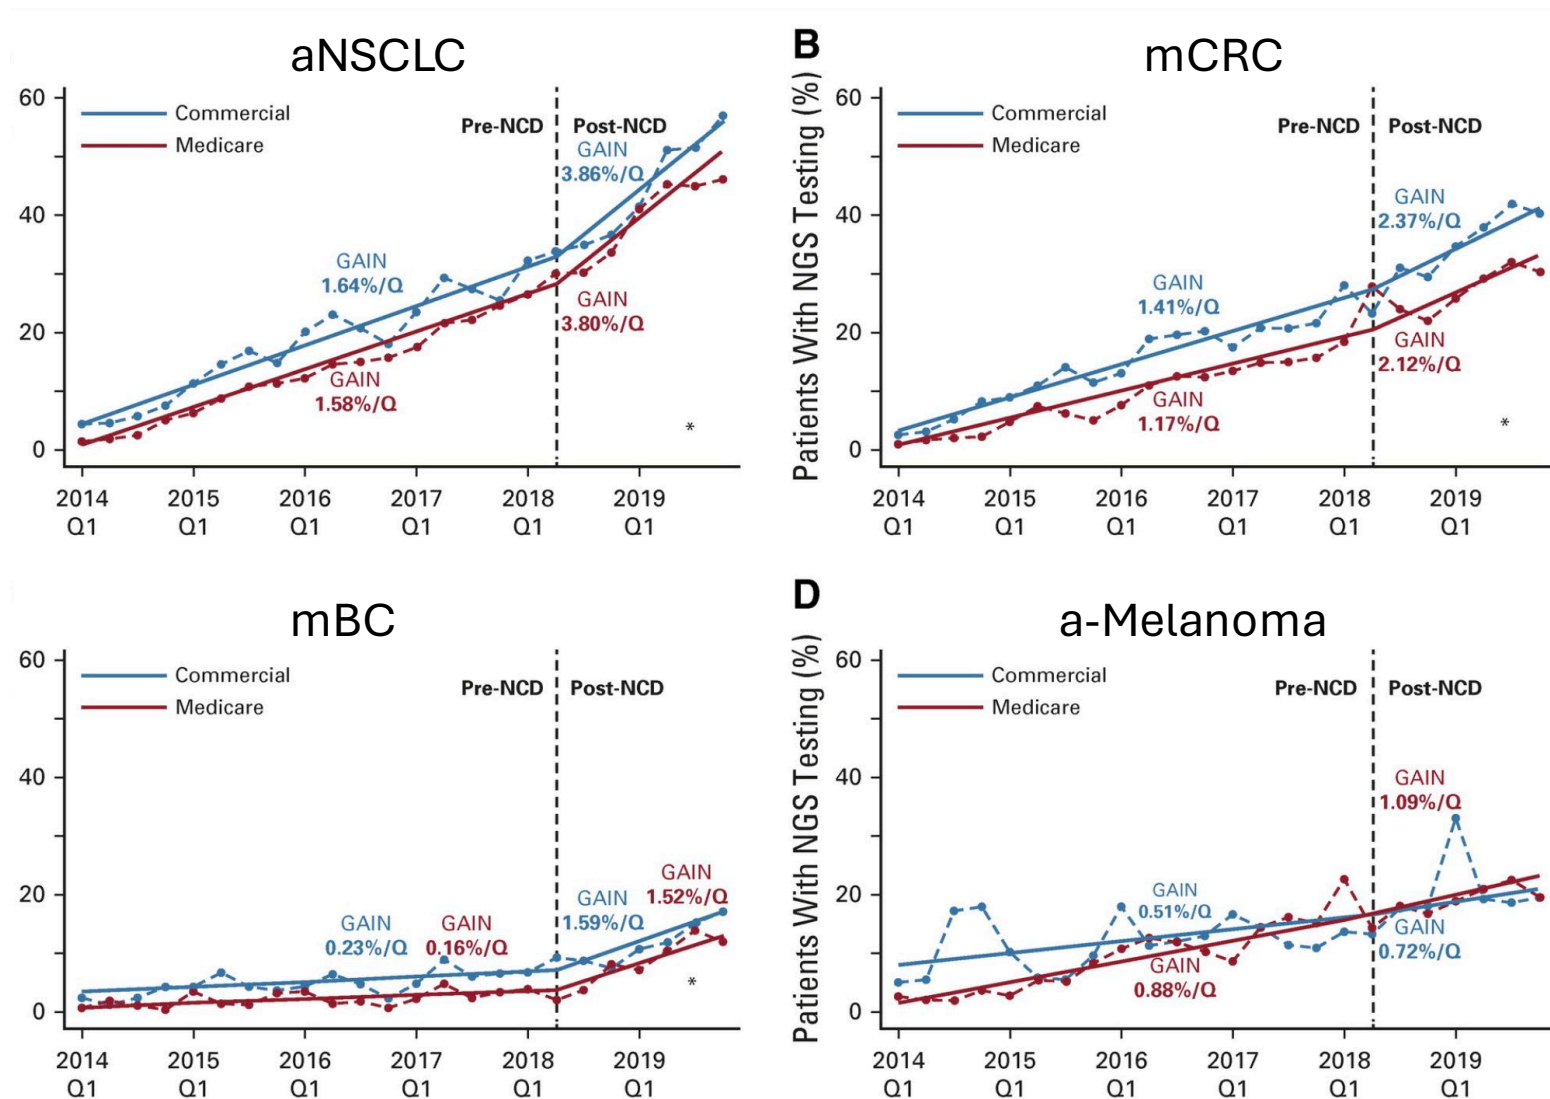 aNSCLC
60
40
20
0
Commercial
Medicare
Pre-NCD
Post-NCD
GAIN
3.86%/Q
GAIN
1.64%/Q
GAIN
3.80%/Q
GAIN
1.58%/Q
*
2014 2015 2016 2017 2018 2019
Q1 Q1 Q1 Q1 Q1 Q1
B
mCRC
Patients With NGS Testing (%)
60
40
20
0
Commercial
Medicare
Pre-NCD
Post-NCD
GAIN
2.37%/Q
GAIN
1.41%/Q
GAIN
2.12%/Q
GAIN
1.17%/Q
*
2014 2015 2016 2017 2018 2019
Q1 Q1 Q1 Q1 Q1 Q1
mBC
60
40
20
0
Commercial
Medicare
Pre-NCD
Post-NCD
GAIN
0.23%/Q
GAIN
0.16%/Q
GAIN
1.59%/Q
GAIN
1.52%/Q
*
2014 2015 2016 2017 2018 2019
Q1 Q1 Q1 Q1 Q1 Q1
D
a-Melanoma
Patients With NGS Testing (%)
60
40
20
0
Commercial
Medicare
Pre-NCD
Post-NCD
GAIN
1.09%/Q
GAIN
0.51%/Q
GAIN
0.72%/Q
GAIN
0.88%/Q
2014 2015 2016 2017 2018 2019
Q1 Q1 Q1 Q1 Q1 Q1